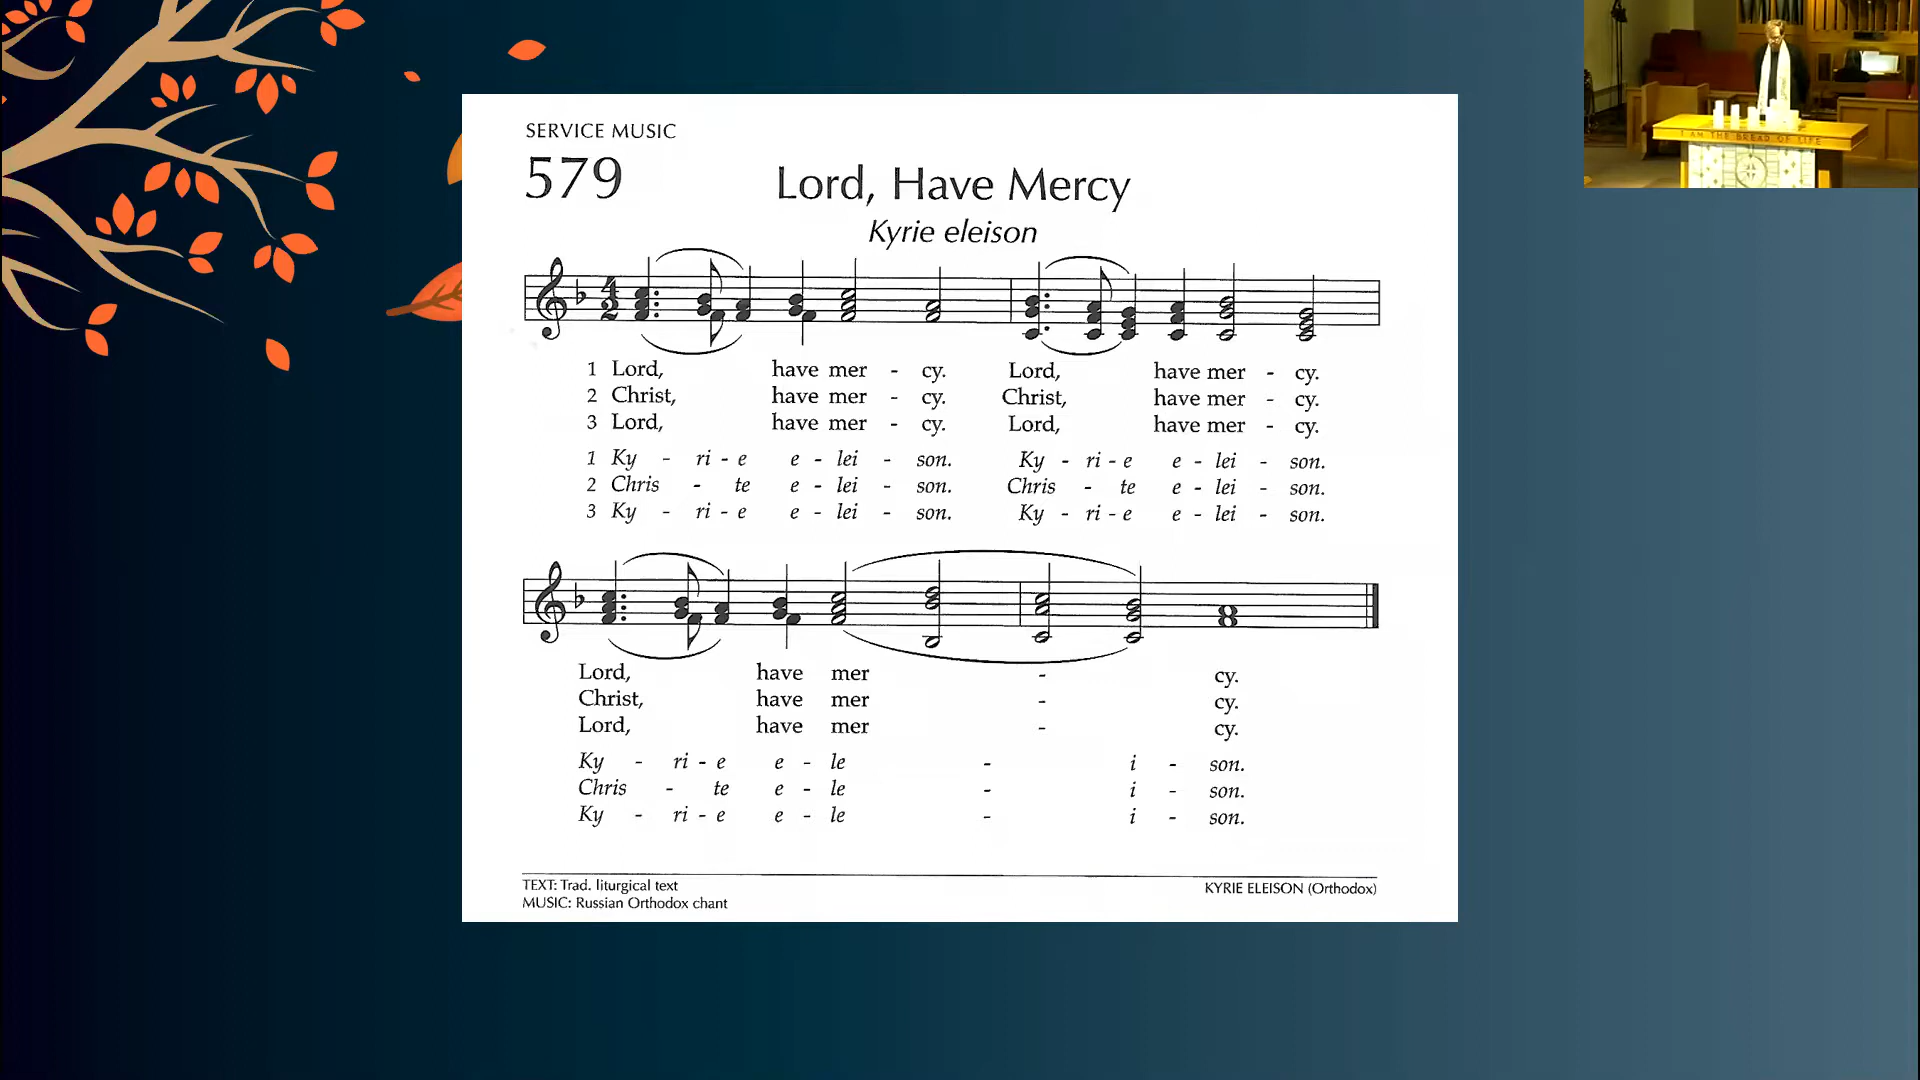 SERVICE MUSIC
579
Lord, Have Mercy
Kyrie eleison
1 Lord, have mer - cy. Lord, have mer - cy.
2 Christ, have mer - cy. Christ, have mer - cy.
3 Lord, have mer - cy. Lord, have mer - cy.
1 Ky - ri - e e - lei - son. Ky - ri - e e - lei - son.
2 Chris - te e - lei - son. Chris - te e - lei - son.
3 Ky - ri - e e - lei - son. Ky - ri - e e - lei - son.
Lord, have mer - cy.
Christ, have mer - cy.
Lord, have mer - cy.
Ky - ri - e e - le - i - son.
Chris - te e - le - i - son.
Ky - ri - e e - le - i - son.
TEXT: Trad. liturgical text
MUSIC: Russian Orthodox chant
KYRIE ELEISON (Orthodox)
I AM THE BREAD OF LIFE